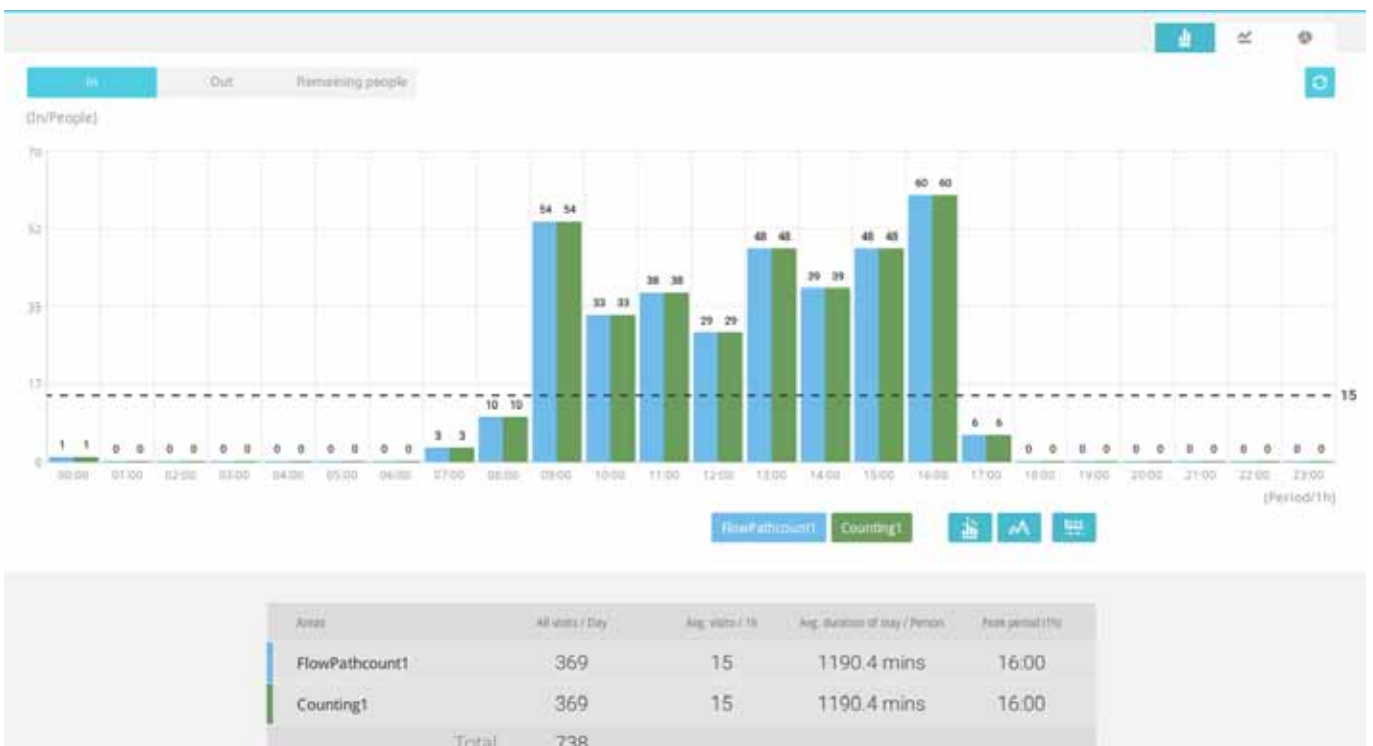 In Out Remaining people
(In/People)
70
60 60
54 54
52
48 48 48 48
39 39
38 38
35
33 33
29 29
17
15
10 10
6 6
3 3
1 1 0 0 0 0 0 0 0 0 0 0 0 0 0 0 0 0 0 0 0 0 0 0 0 0
0
00:00 01:00 02:00 03:00 04:00 05:00 06:00 07:00 08:00 09:00 10:00 11:00 12:00 13:00 14:00 15:00 16:00 17:00 18:00 19:00 20:00 21:00 22:00 23:00
(Period/1h)
FlowPathcount1 Counting1
Areas All visits / Day Avg. visits / 1h Avg. duration of stay / Person Peak period (1h)
FlowPathcount1 369 15 1190.4 mins 16:00
Counting1 369 15 1190.4 mins 16:00
Total 738